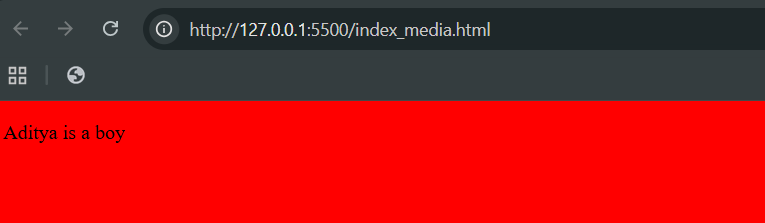 http://127.0.0.1:5500/index_media.html
Aditya is a boy